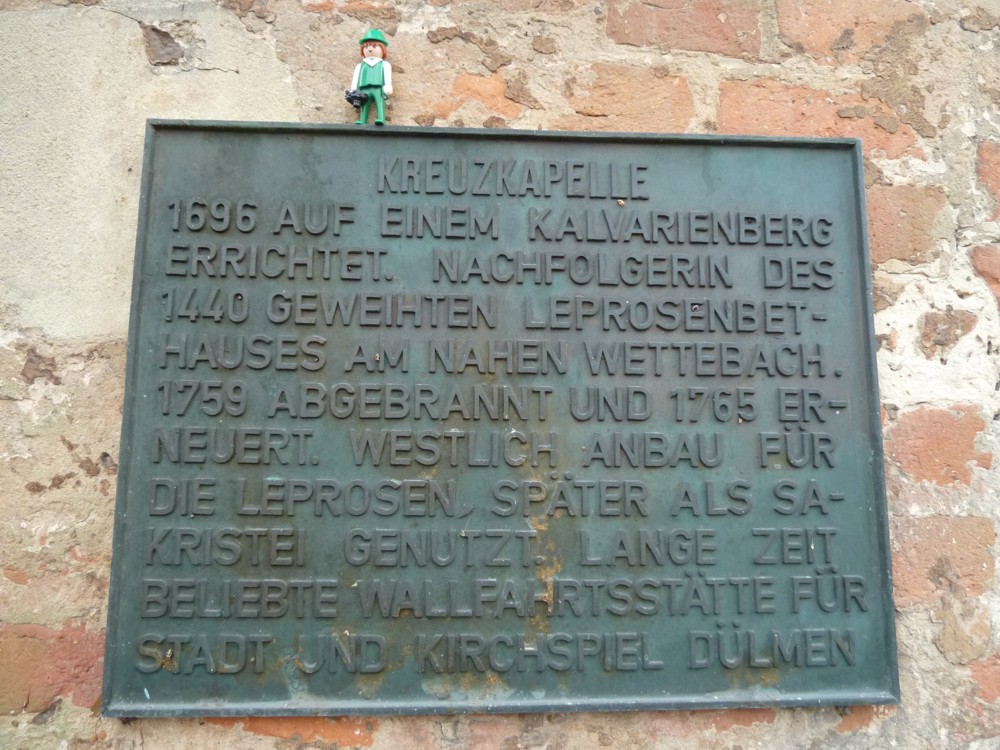 KREUZKAPELLE
1696 AUF EINEM KALVARIENBERG
ERRICHTET. NACHFOLGERIN DES
1440 GEWEIHTEN LEPROSENBET-
HAUSES AM NAHEN WETTEBACH.
1759 ABGEBRANNT UND 1765 ER-
NEUERT. WESTLICH ANBAU FÜR
DIE LEPROSEN, SPÄTER ALS SA-
KRISTEI GENUTZT. LANGE ZEIT
BELIEBTE WALLFAHRTSSTÄTTE FÜR
STADT UND KIRCHSPIEL DÜLMEN